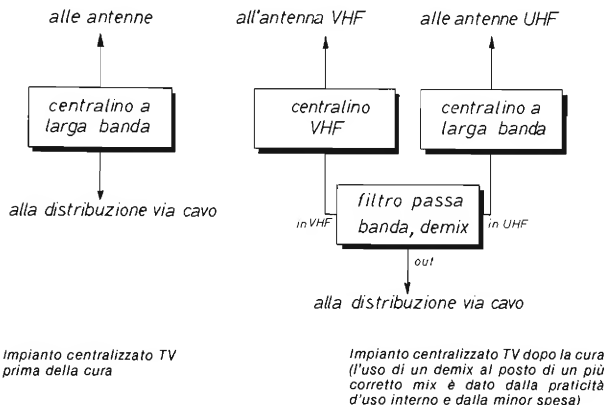 alle antenne
centralino a
larga banda
alla distribuzione via cavo
all'antenna VHF
alle antenne UHF
centralino
VHF
centralino a
larga banda
in VHF
filtro passa
banda, demix
in UHF
out
alla distribuzione via cavo
Impianto centralizzato TV
prima della cura
Impianto centralizzato TV dopo la cura
(l'uso di un demix al posto di un più
corretto mix è dato dalla praticità
d'uso interno e dalla minor spesa)